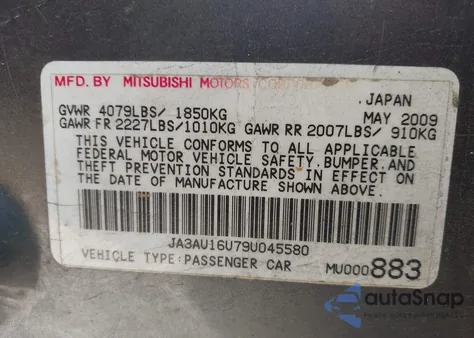 MFD. BY MITSUBISHI MOTORS CORPORATION
JAPAN
GVWR 4079LBS/ 1850KG MAY 2009
GAWR FR 2227LBS/1010KG GAWR RR 2007LBS/ 910KG
THIS VEHICLE CONFORMS TO ALL APPLICABLE
FEDERAL MOTOR VEHICLE SAFETY, BUMPER, AND
THEFT PREVENTION STANDARDS IN EFFECT ON
THE DATE OF MANUFACTURE SHOWN ABOVE.
JA3AU16U79U045580
VEHICLE TYPE:PASSENGER CAR MU000883
autoSnap